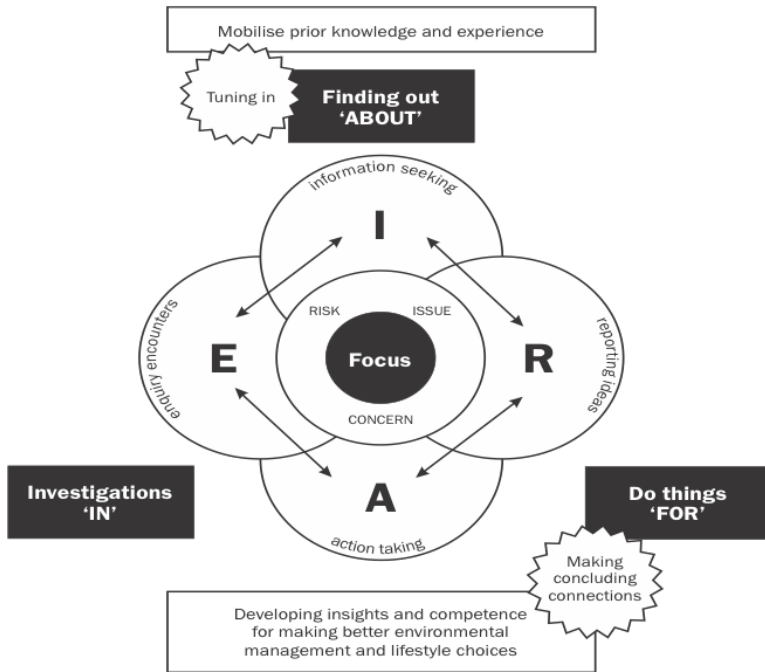 Mobilise prior knowledge and experience
Tuning in
Finding out
‘ABOUT’
information seeking
I
enquiry encounters
E
RISK
ISSUE
Focus
CONCERN
R
reporting ideas
A
action taking
Investigations
‘IN’
Do things
‘FOR’
Making
concluding
connections
Developing insights and competence
for making better environmental
management and lifestyle choices